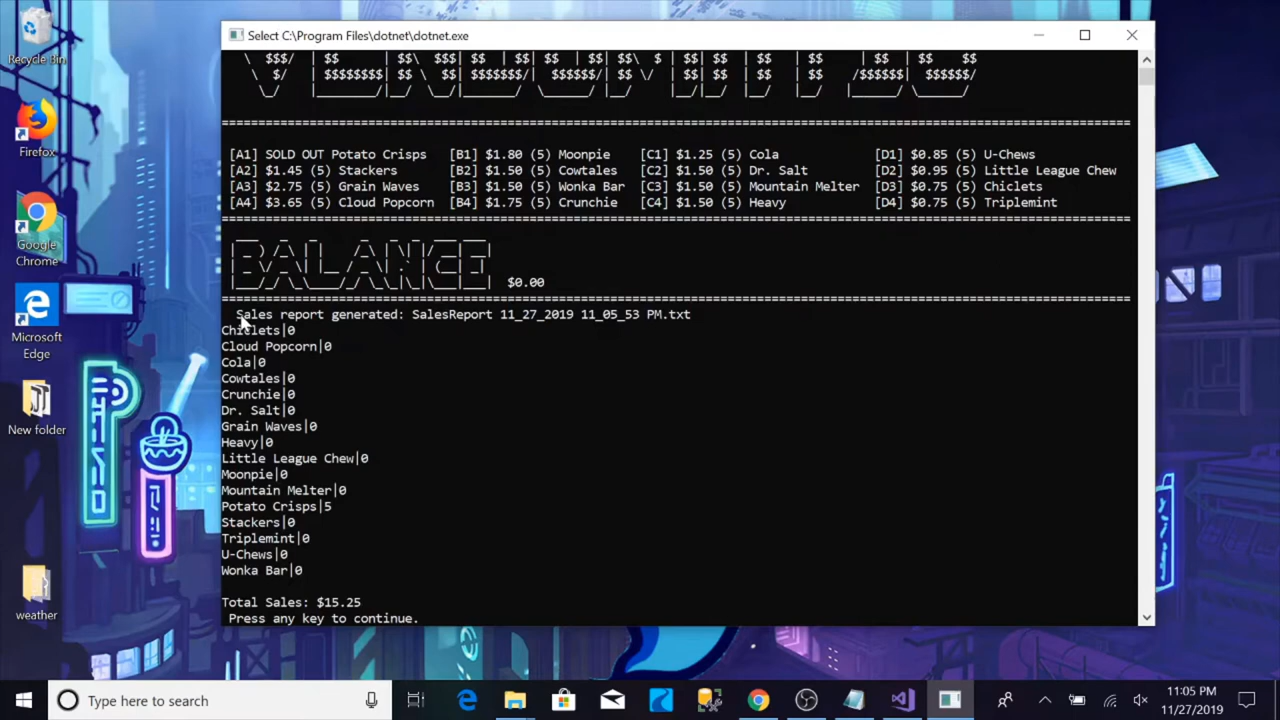 Recycle Bin
Firefox
Google
Chrome
Microsoft
Edge
New folder
weather
Select C:\Program Files\dotnet\dotnet.exe
[A1] SOLD OUT Potato Crisps [B1] $1.80 (5) Moonpie [C1] $1.25 (5) Cola [D1] $0.85 (5) U-Chews
[A2] $1.45 (5) Stackers [B2] $1.50 (5) Cowtales [C2] $1.50 (5) Dr. Salt [D2] $0.95 (5) Little League Chew
[A3] $2.75 (5) Grain Waves [B3] $1.50 (5) Wonka Bar [C3] $1.50 (5) Mountain Melter [D3] $0.75 (5) Chiclets
[A4] $3.65 (5) Cloud Popcorn [B4] $1.75 (5) Crunchie [C4] $1.50 (5) Heavy [D4] $0.75 (5) Triplemint
BALANCE $0.00
Sales report generated: SalesReport 11_27_2019 11_05_53 PM.txt
Chiclets|0
Cloud Popcorn|0
Cola|0
Cowtales|0
Crunchie|0
Dr. Salt|0
Grain Waves|0
Heavy|0
Little League Chew|0
Moonpie|0
Mountain Melter|0
Potato Crisps|5
Stackers|0
Triplemint|0
U-Chews|0
Wonka Bar|0
Total Sales: $15.25
Press any key to continue.
Type here to search
11:05 PM
11/27/2019